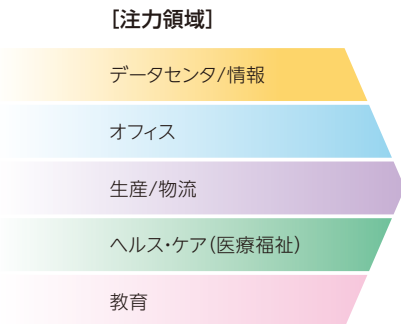 [注力領域]
データセンタ/情報
オフィス
生産/物流
ヘルス・ケア(医療福祉)
教育